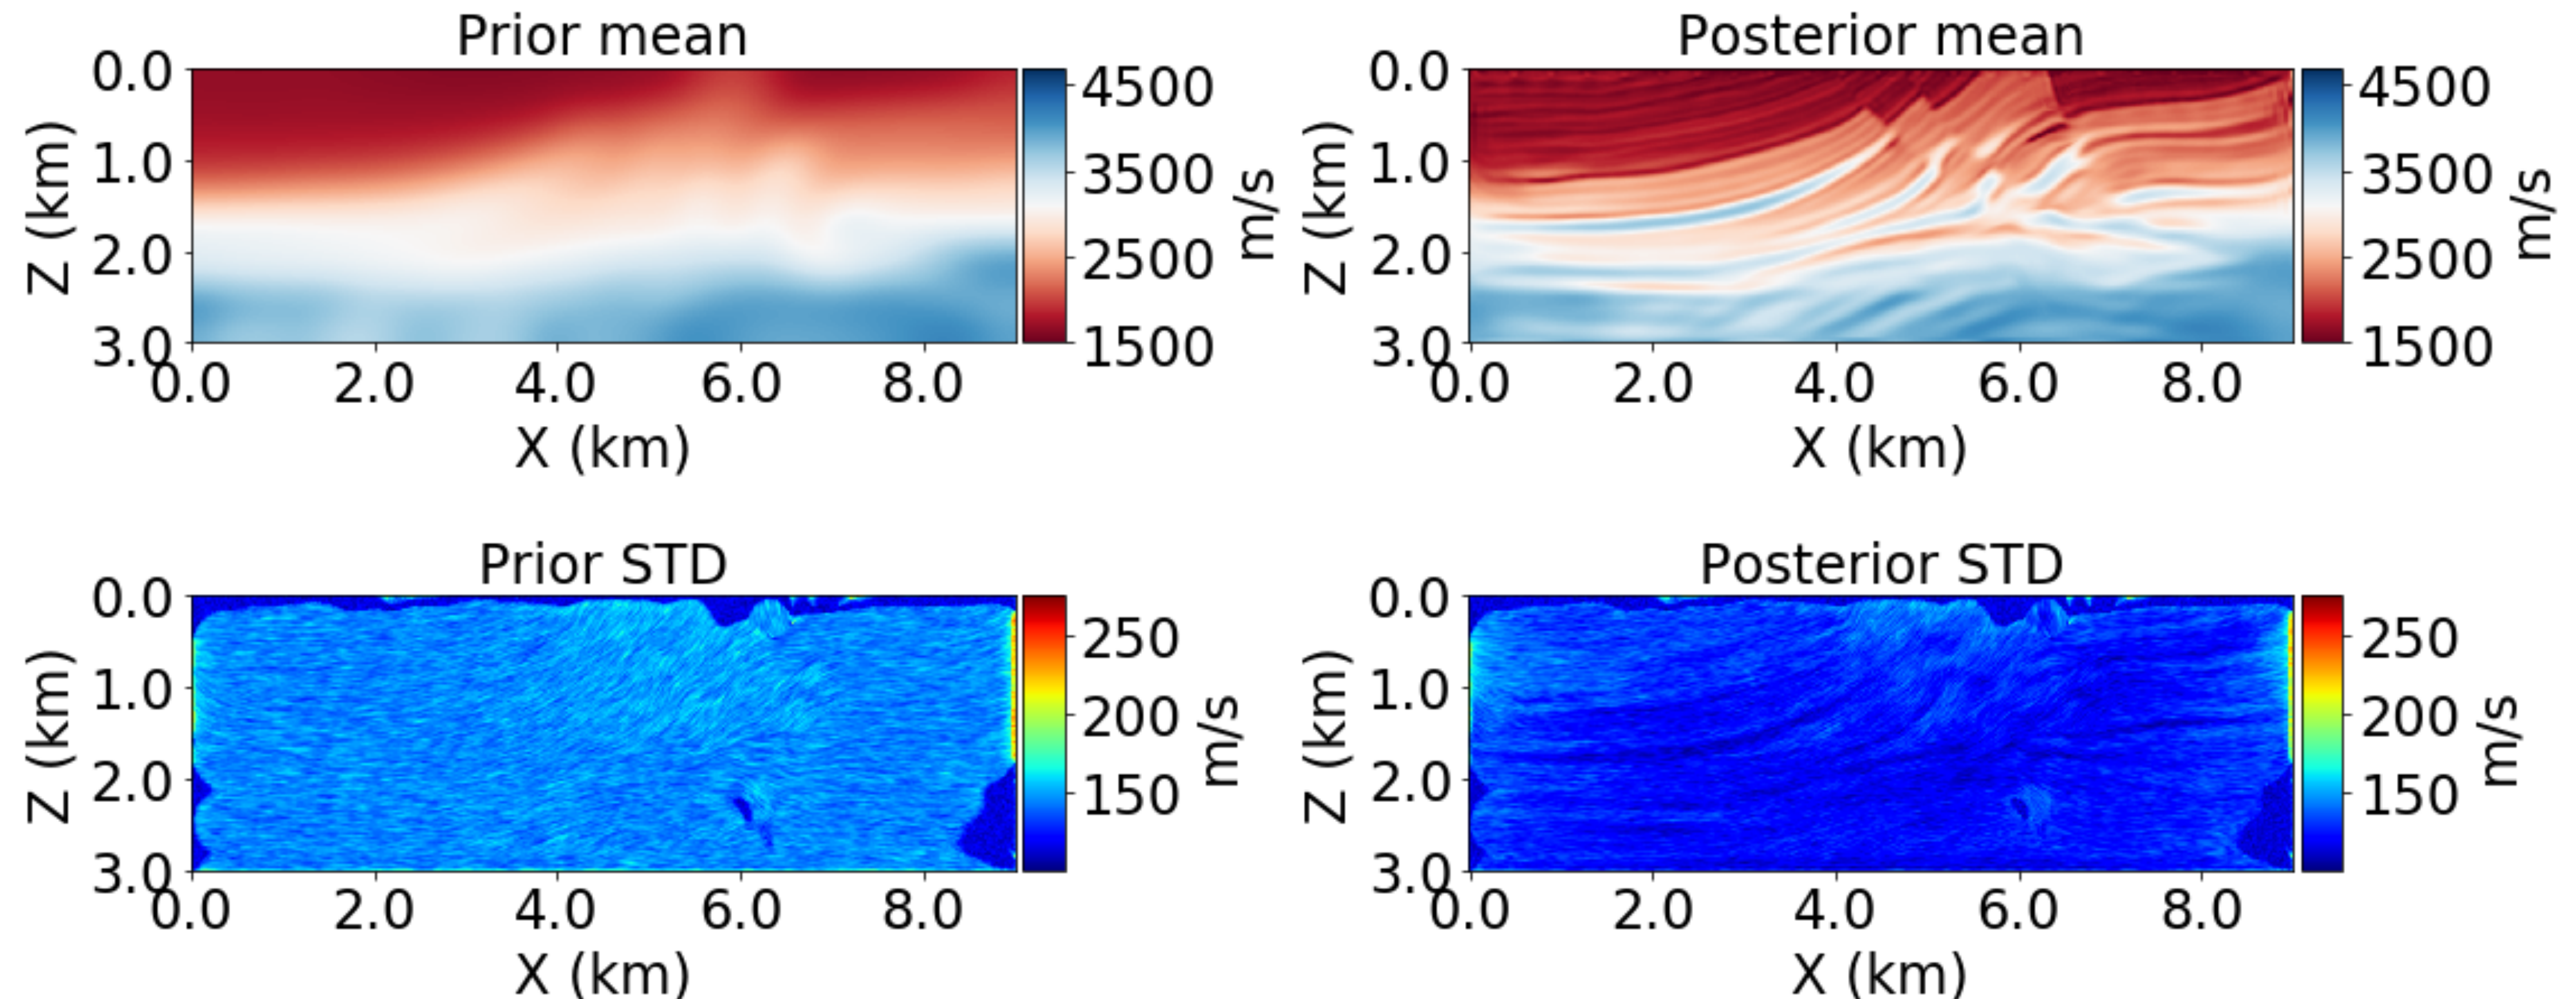 Prior mean
0.0
1.0
2.0
3.0
Z (km)
0.0 2.0 4.0 6.0 8.0
X (km)
4500
3500
2500
1500
m/s
Posterior mean
0.0
1.0
2.0
3.0
Z (km)
0.0 2.0 4.0 6.0 8.0
X (km)
4500
3500
2500
1500
m/s
Prior STD
0.0
1.0
2.0
3.0
Z (km)
0.0 2.0 4.0 6.0 8.0
X (km)
250
200
150
m/s
Posterior STD
0.0
1.0
2.0
3.0
Z (km)
0.0 2.0 4.0 6.0 8.0
X (km)
250
200
150
m/s